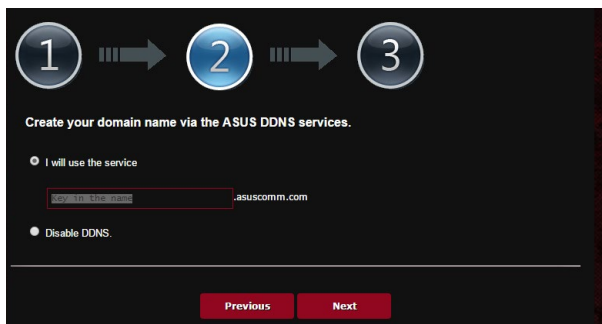 1 2 3
Create your domain name via the ASUS DDNS services.
I will use the service
Key in the name .asuscomm.com
Disable DDNS.
Previous Next